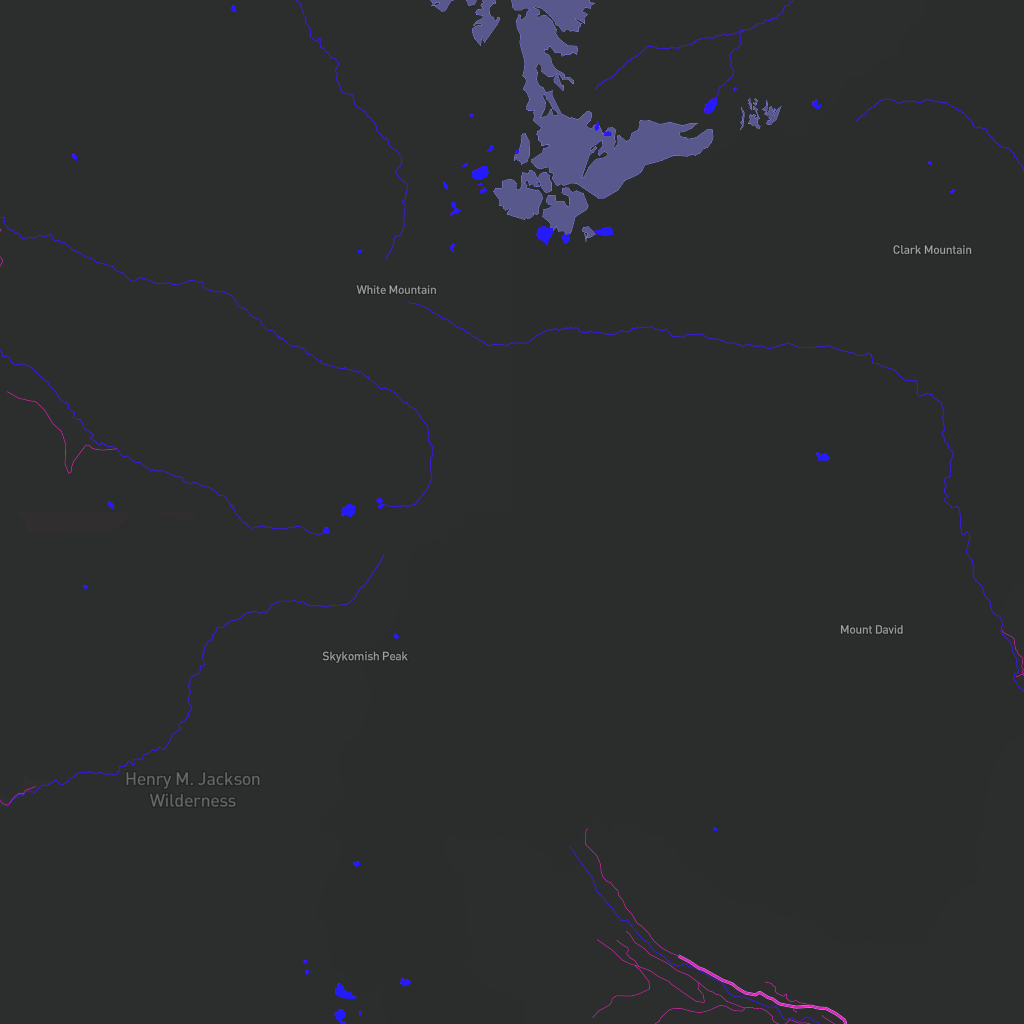 Clark Mountain
White Mountain
Mount David
Skykomish Peak
Henry M. Jackson
Wilderness